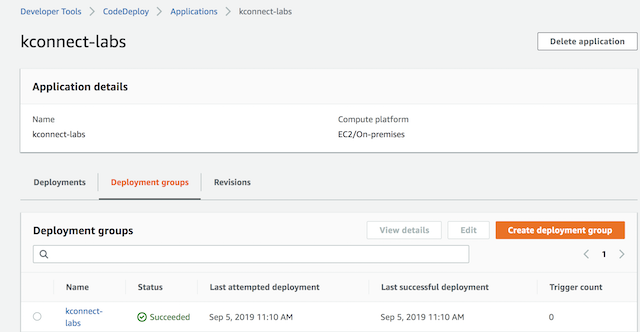 Developer Tools > CodeDeploy > Applications > kconnect-labs
kconnect-labs
Delete application
Application details
Name
Compute platform
kconnect-labs
EC2/On-premises
Deployments
Deployment groups
Revisions
Deployment groups
View details
Edit
Create deployment group
1
Name
Status
Last attempted deployment
Last successful deployment
Trigger count
kconnect-
labs
Succeeded
Sep 5, 2019 11:10 AM
Sep 5, 2019 11:10 AM
0